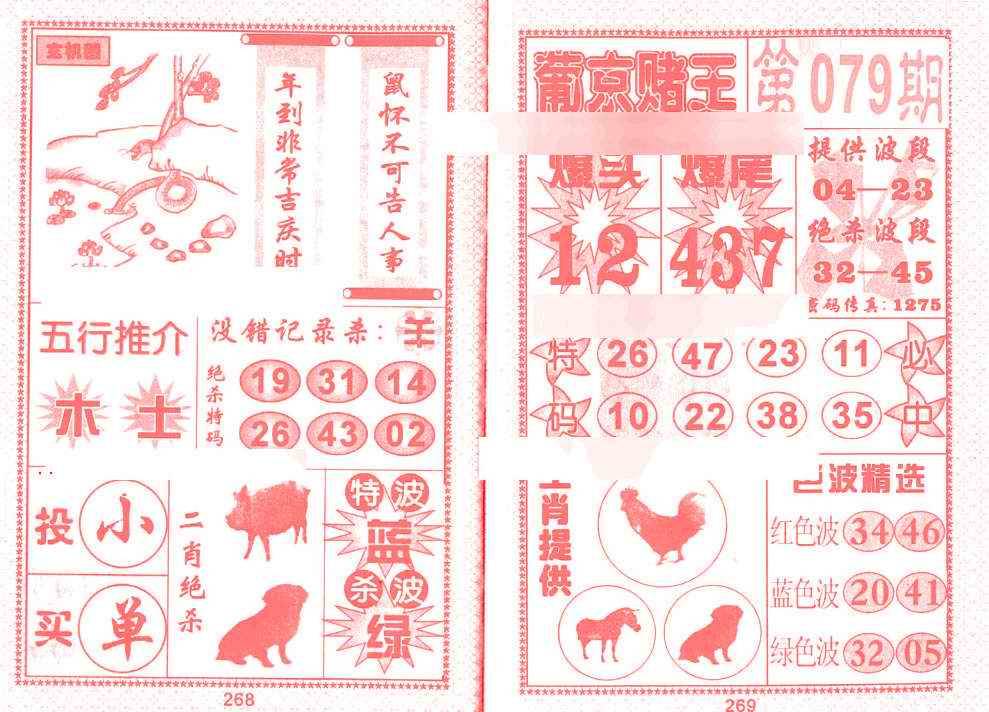 玄机图
鼠怀不可告人事
年到非常吉庆时
五行推介
木 土
没错记录杀：羊
绝杀特码
19 31 14
26 43 02
投 小
买 单
二肖绝杀
特波
蓝
杀波
绿
268
葡京赌王
第079期
爆头 爆尾
12 437
提供波段
04—23
绝杀波段
32—45
码传真：1275
特码
26 47 23 11
10 22 38 35
必中
肖提供
波精选
红色波 34 46
蓝色波 20 41
绿色波 32 05
269